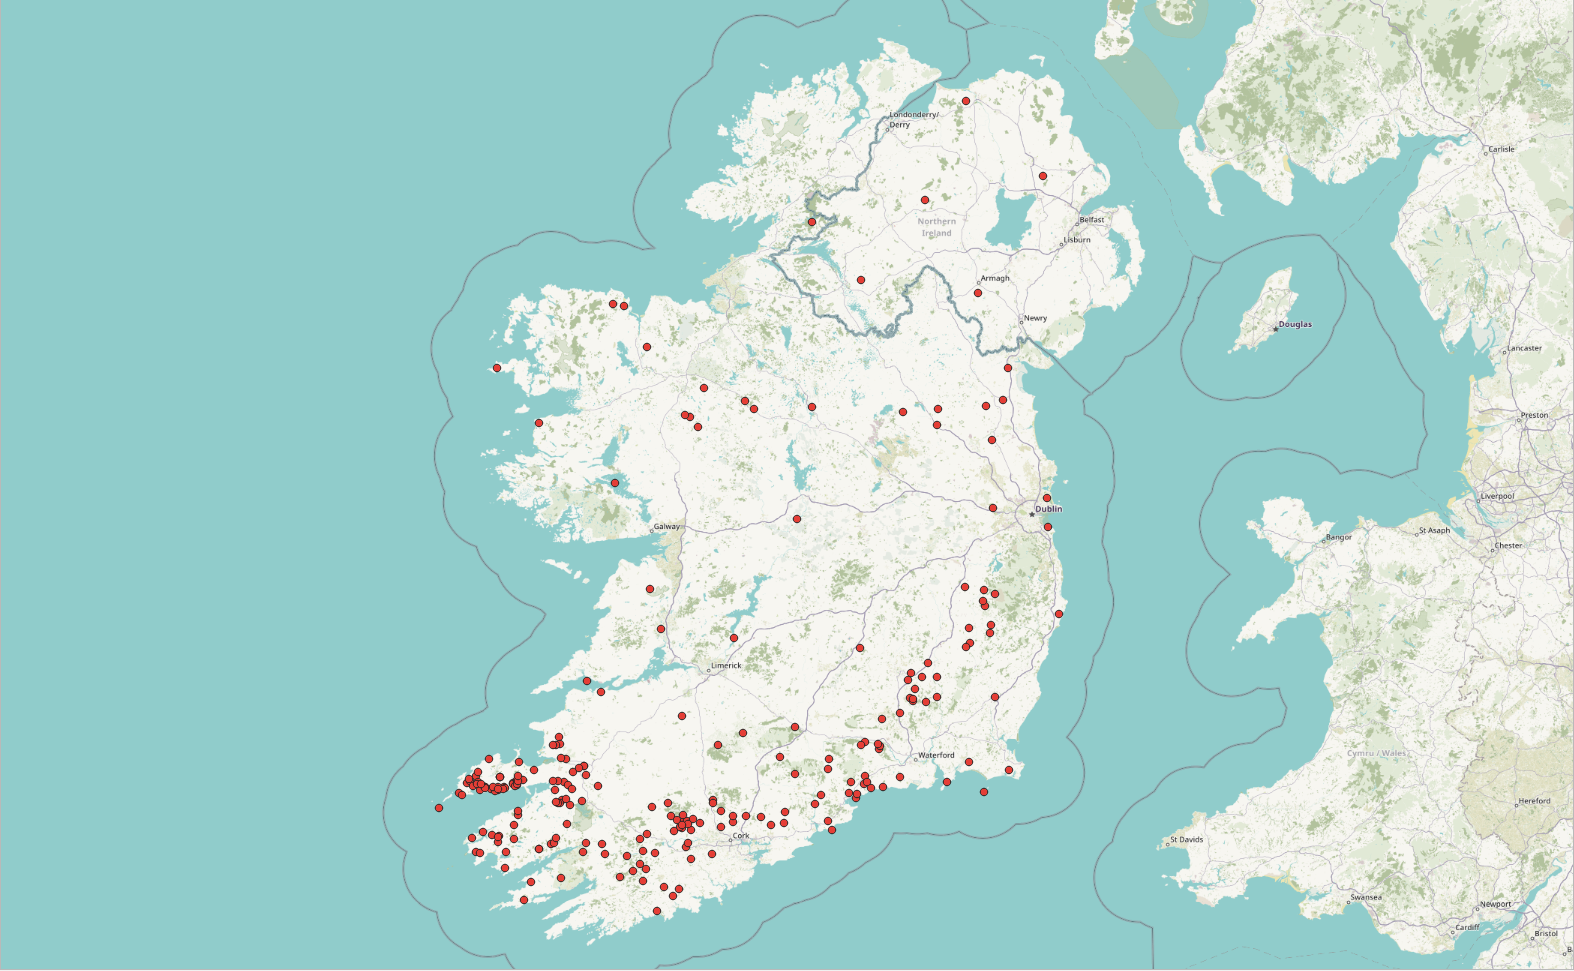 Londonderry/
Derry
Carlisle
Northern
Ireland
Belfast
Lisburn
Armagh
Newry
Douglas
Lancaster
Preston
Liverpool
Dublin
Galway
Bangor
St Asaph
Chester
Limerick
Waterford
Cymru / Wales
Hereford
Cork
St Davids
Swansea
Newport
Cardiff
Bristol
B